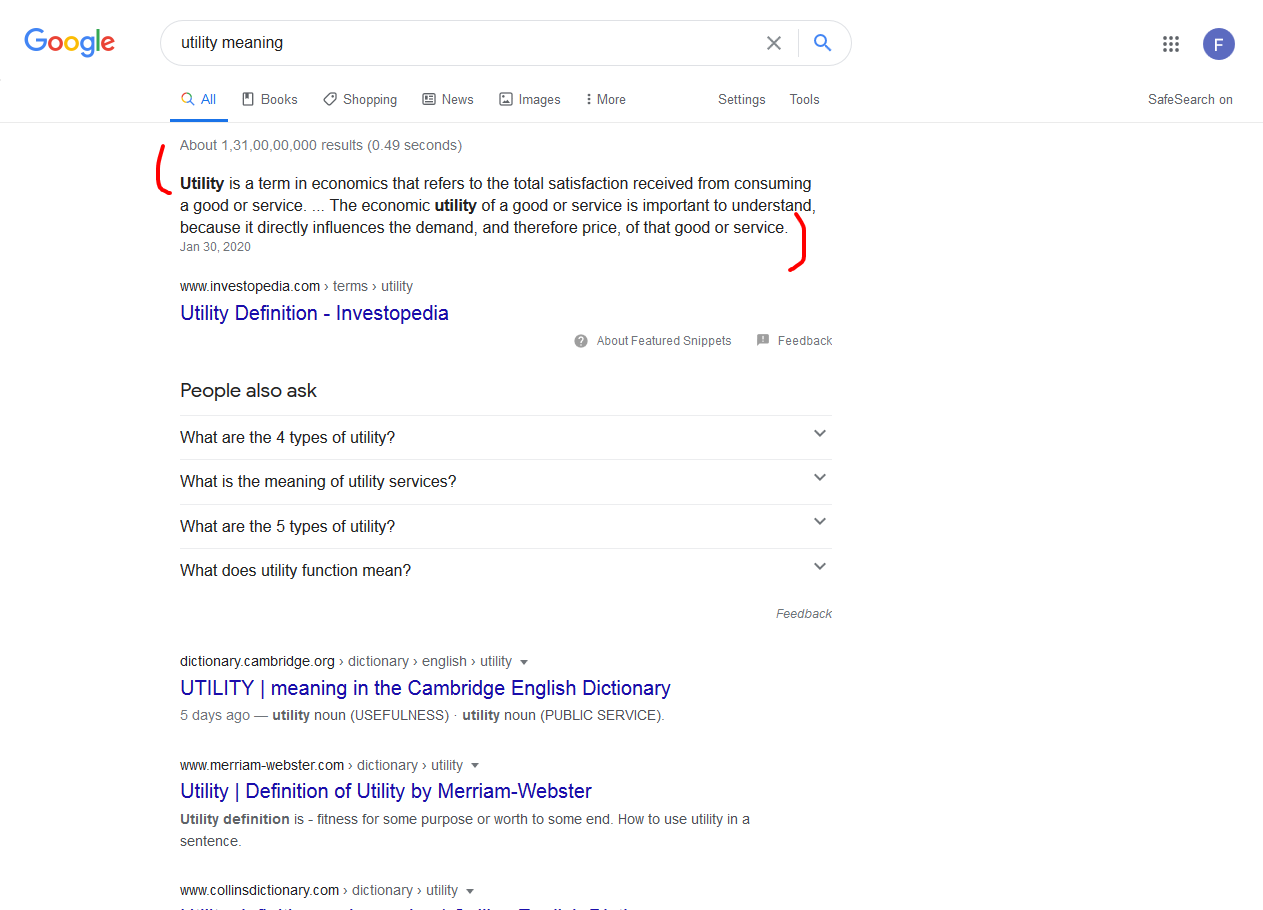 Google
utility meaning
F
All Books Shopping News Images More Settings Tools SafeSearch on
About 1,31,00,00,000 results (0.49 seconds)
Utility is a term in economics that refers to the total satisfaction received from consuming
a good or service. ... The economic utility of a good or service is important to understand,
because it directly influences the demand, and therefore price, of that good or service.
Jan 30, 2020
www.investopedia.com › terms › utility
Utility Definition - Investopedia
About Featured Snippets Feedback
People also ask
What are the 4 types of utility?
What is the meaning of utility services?
What are the 5 types of utility?
What does utility function mean?
Feedback
dictionary.cambridge.org › dictionary › english › utility
UTILITY | meaning in the Cambridge English Dictionary
5 days ago — utility noun (USEFULNESS) · utility noun (PUBLIC SERVICE).
www.merriam-webster.com › dictionary › utility
Utility | Definition of Utility by Merriam-Webster
Utility definition is - fitness for some purpose or worth to some end. How to use utility in a
sentence.
www.collinsdictionary.com › dictionary › utility